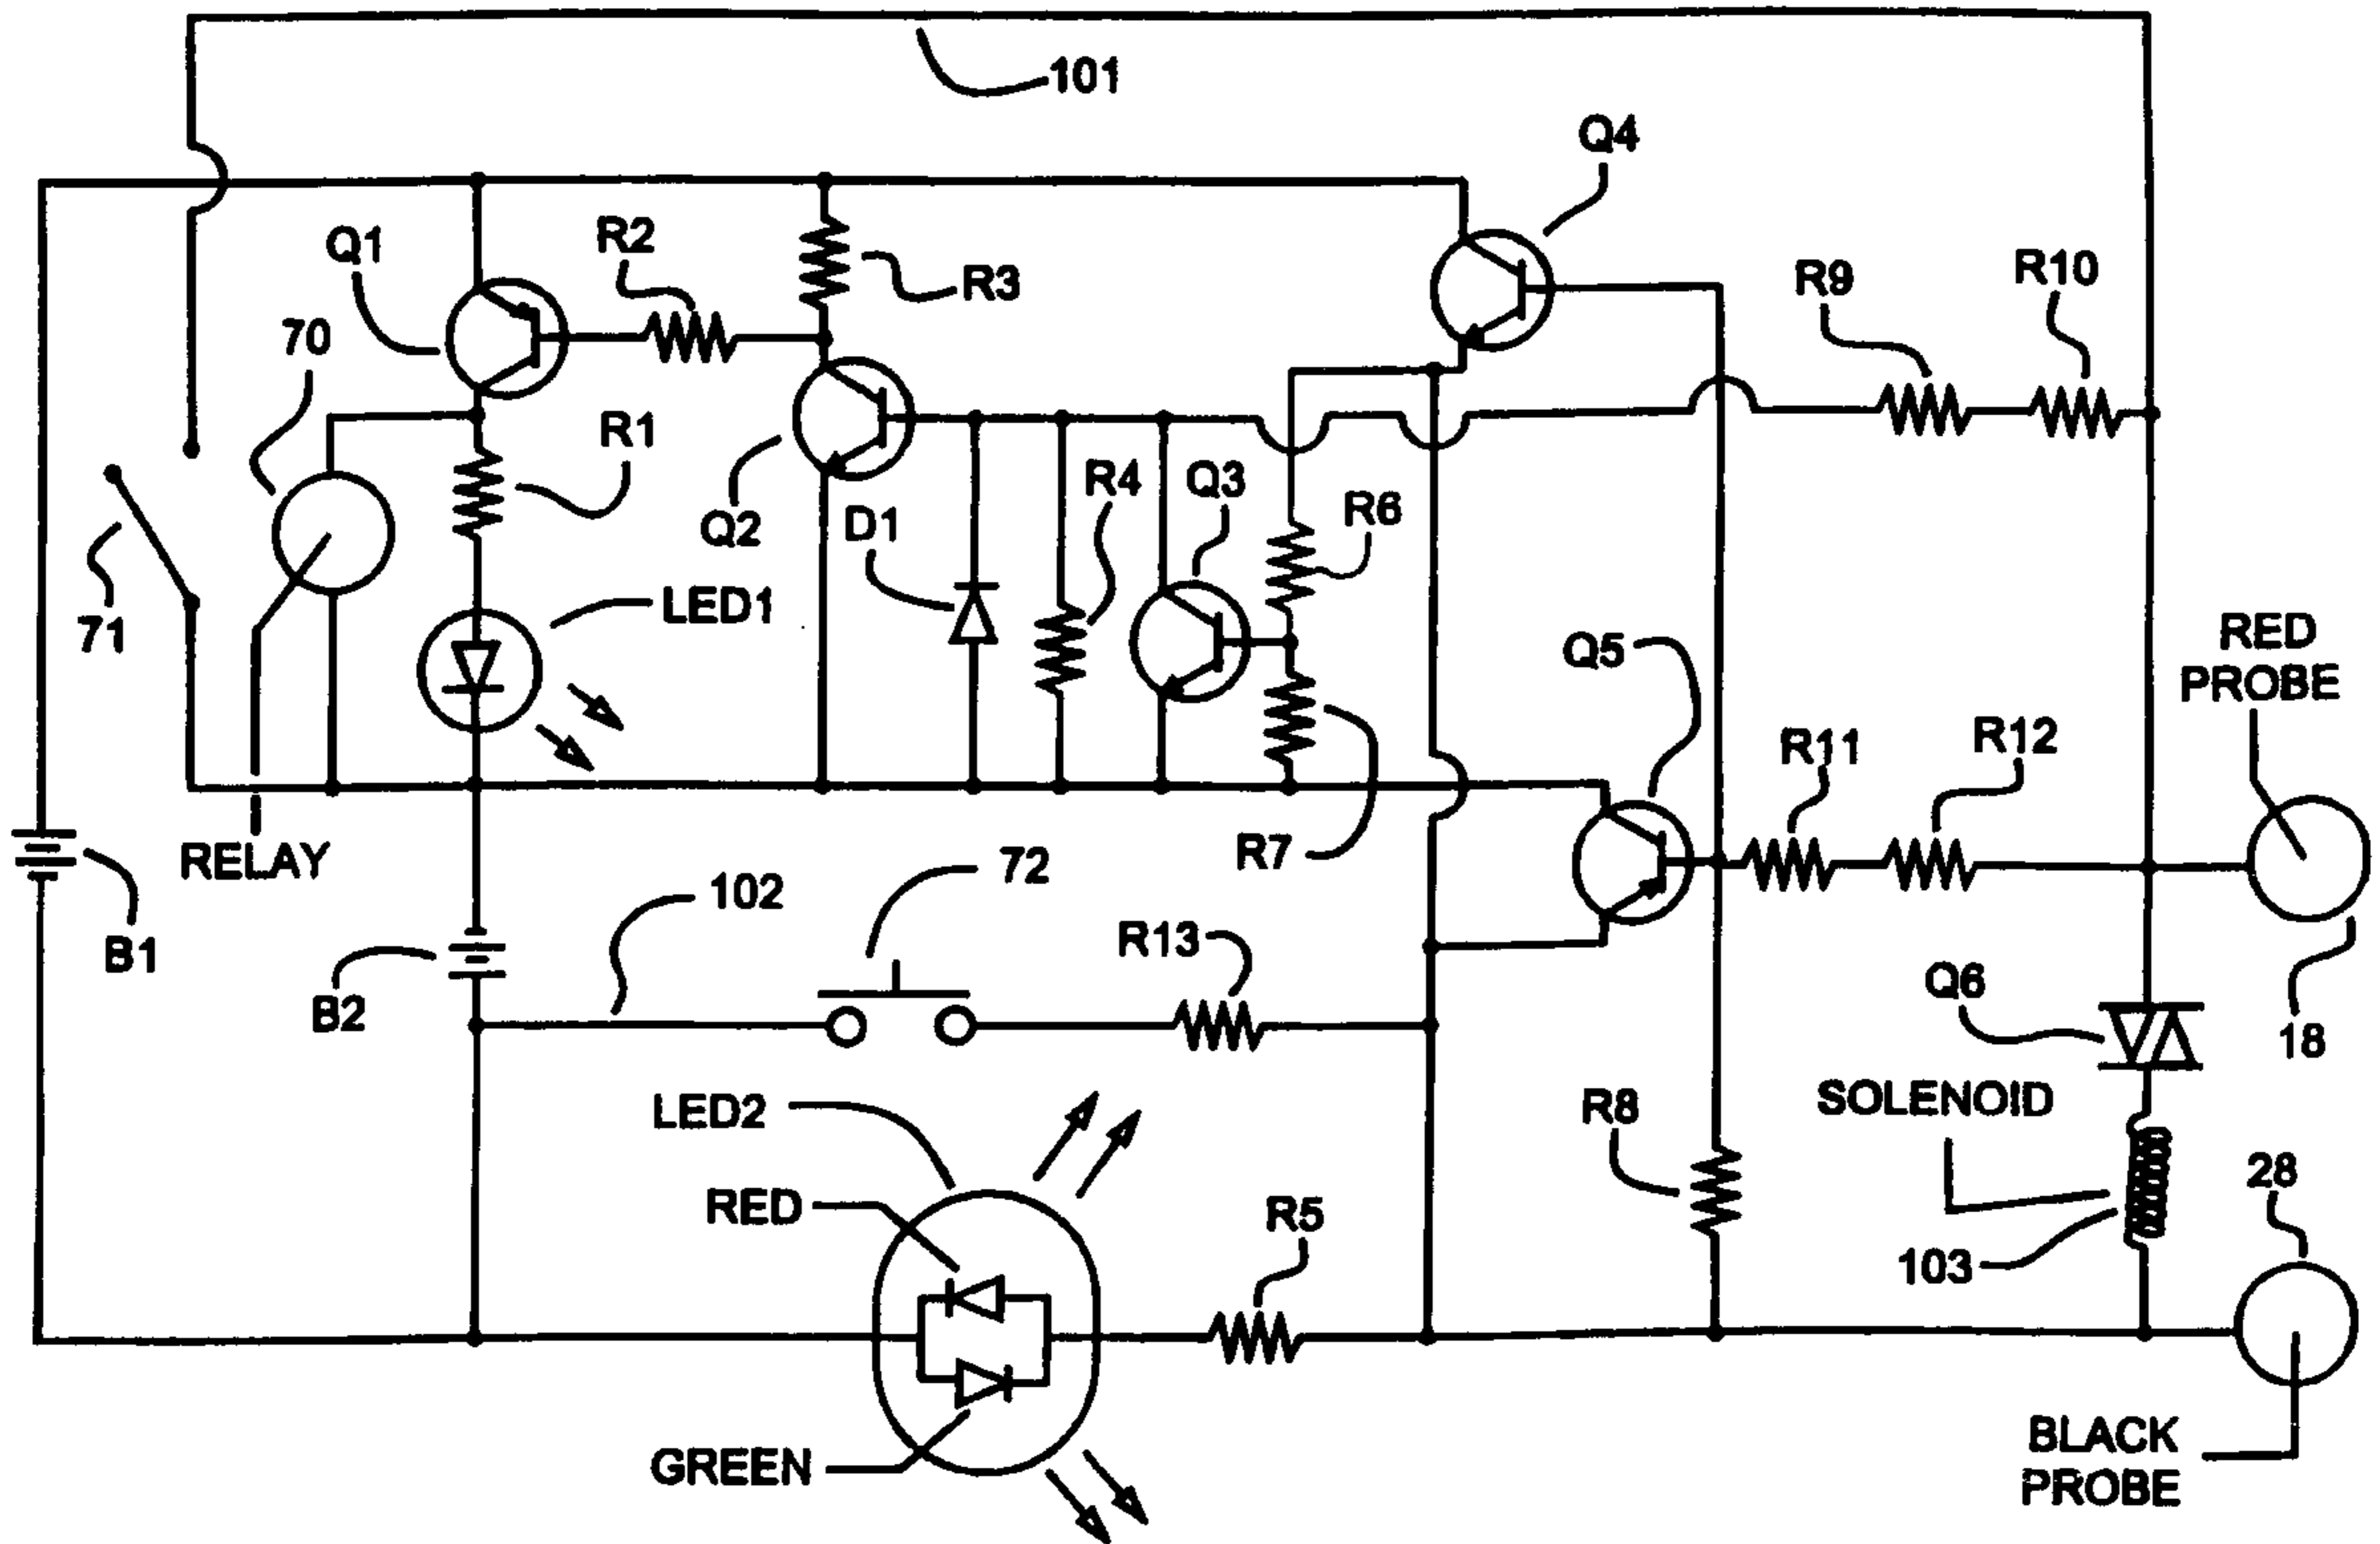 101
Q4
Q1
R2
R3
R9
R10
70
R1
Q2
D1
R4
Q3
R6
71
LED1
Q5
RED
PROBE
R11
R12
RELAY
R7
72
102
R13
B1
B2
Q6
18
LED2
SOLENOID
R8
RED
R5
28
103
GREEN
BLACK
PROBE